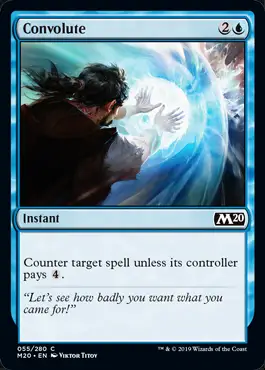 Convolute 2
Instant M20
Counter target spell unless its controller
pays 4.
"Let's see how badly you want what
you came for!"
055/280 C ™ & © 2019 Wizards of the Coast
M20 • EN Viktor Titov